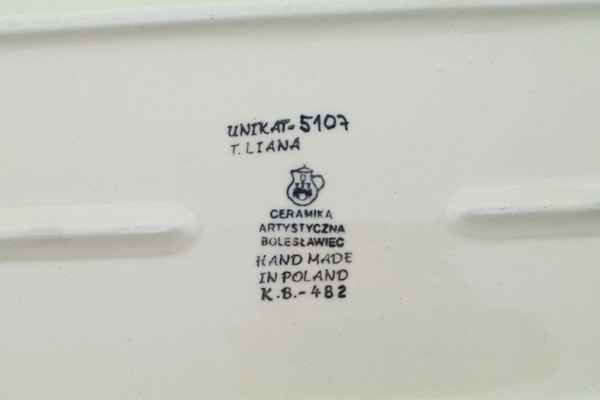 UNIKAT-5107
T. LIANA
CERAMIKA
ARTYSTYCZNA
BOLESŁAWIEC
HAND MADE
IN POLAND
K.B.-482